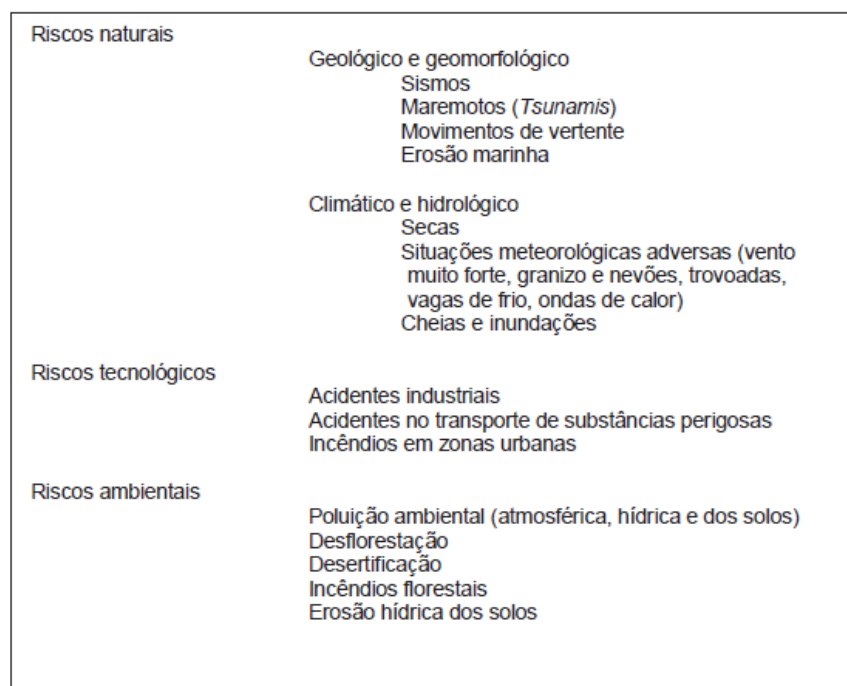 Riscos naturais
Geológico e geomorfológico
Sismos
Maremotos (Tsunamis)
Movimentos de vertente
Erosão marinha
Climático e hidrológico
Secas
Situações meteorológicas adversas (vento
muito forte, granizo e nevões, trovoadas,
vagas de frio, ondas de calor)
Cheias e inundações
Riscos tecnológicos
Acidentes industriais
Acidentes no transporte de substâncias perigosas
Incêndios em zonas urbanas
Riscos ambientais
Poluição ambiental (atmosférica, hídrica e dos solos)
Desflorestação
Desertificação
Incêndios florestais
Erosão hídrica dos solos